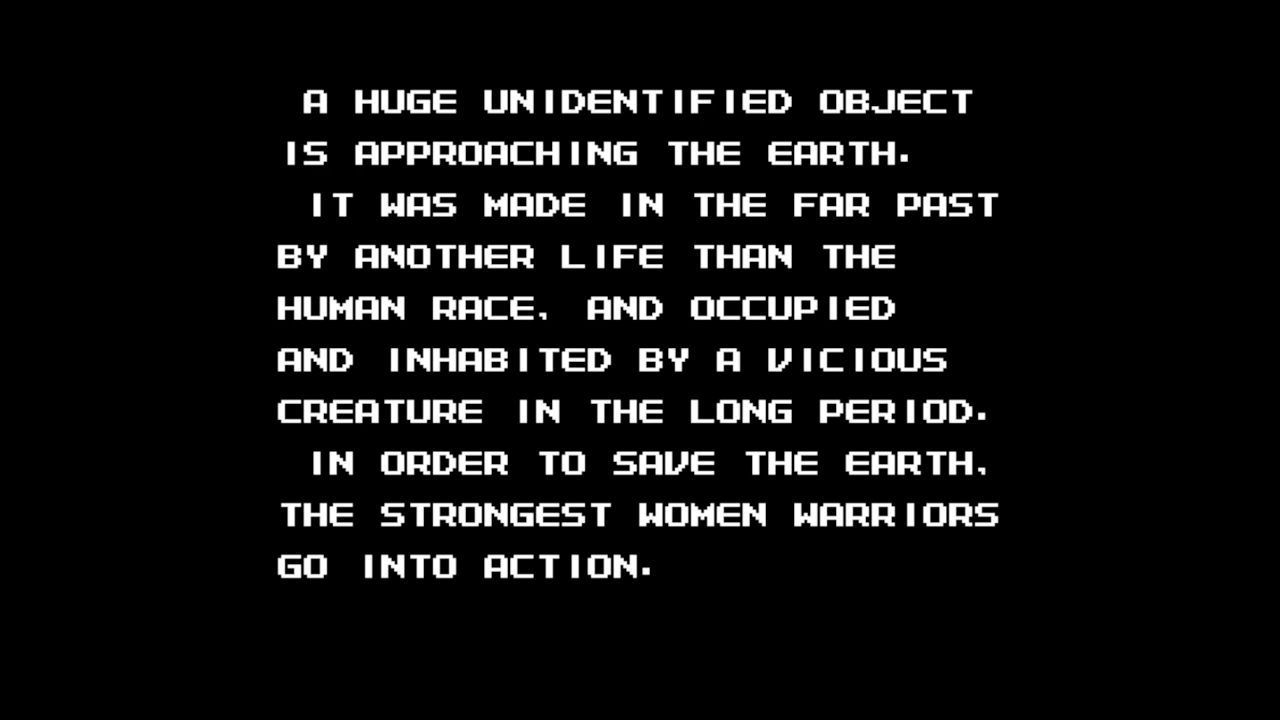 A HUGE UNIDENTIFIED OBJECT
IS APPROACHING THE EARTH.
IT WAS MADE IN THE FAR PAST
BY ANOTHER LIFE THAN THE
HUMAN RACE, AND OCCUPIED
AND INHABITED BY A VICIOUS
CREATURE IN THE LONG PERIOD.
IN ORDER TO SAVE THE EARTH,
THE STRONGEST WOMEN WARRIORS
GO INTO ACTION.